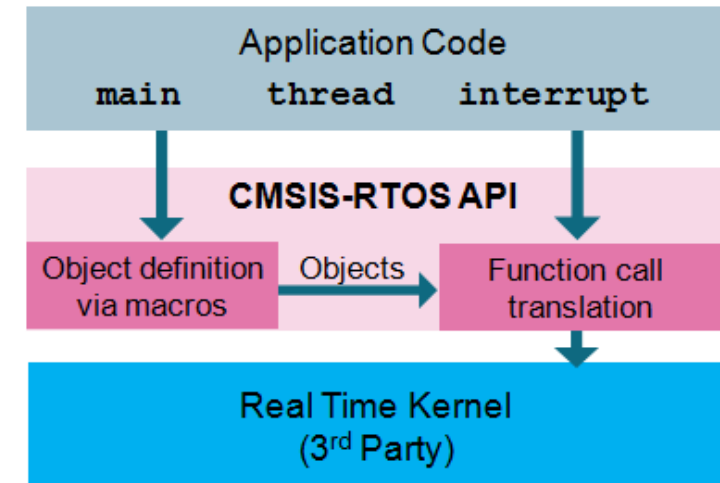 Application Code
main thread interrupt
CMSIS-RTOS API
Object definition
via macros
Objects
Function call
translation
Real Time Kernel
(3rd Party)